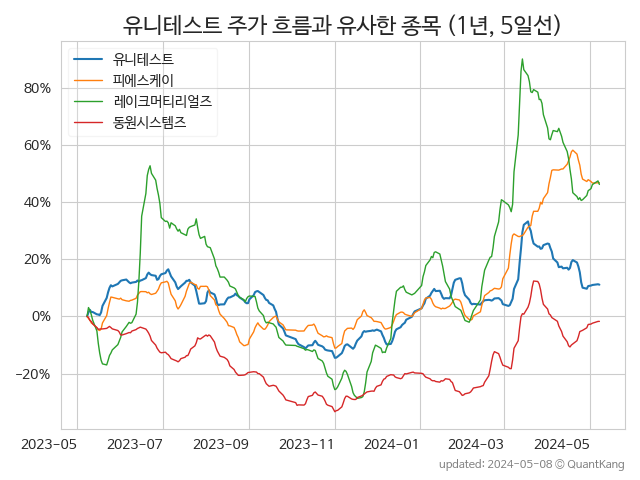 유니테스트 주가 흐름과 유사한 종목 (1년, 5일선)
유니테스트
피에스케이
레이크머티리얼즈
동원시스템즈
80%
60%
40%
20%
0%
−20%
2023-05 2023-07 2023-09 2023-11 2024-01 2024-03 2024-05
updated: 2024-05-08 © QuantKang